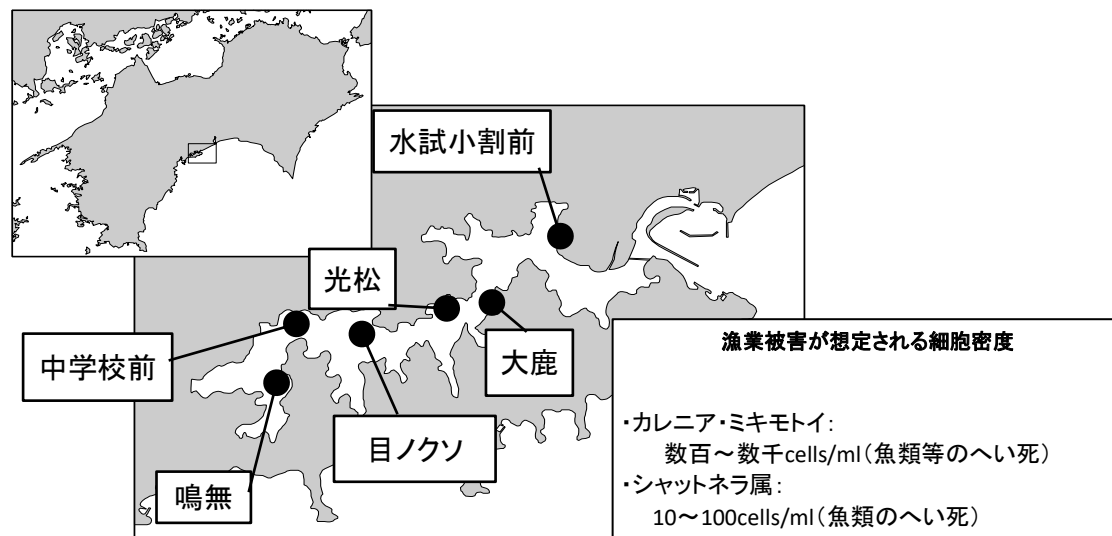 水試小割前
光松
中学校前
大鹿
目ノクソ
鳴無
漁業被害が想定される細胞密度
・カレニア・ミキモトイ:
数百～数千cells/ml(魚類等のへい死)
・シャットネラ属:
10～100cells/ml(魚類のへい死)